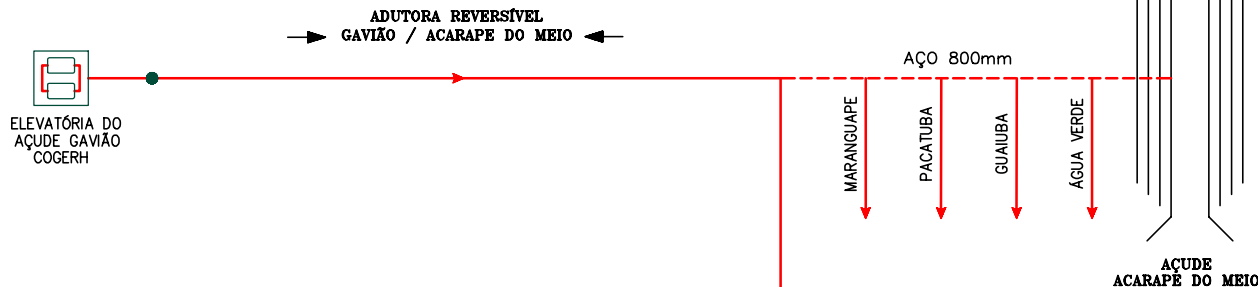 ADUTORA REVERSÍVEL
GAVIÃO / ACARAPE DO MEIO
AÇO 800mm
ELEVATÓRIA DO
AÇUDE GAVIÃO
COGERH
MARANGUAPE
PACATUBA
GUAIUBA
ÁGUA VERDE
AÇUDE
ACARAPE DO MEIO